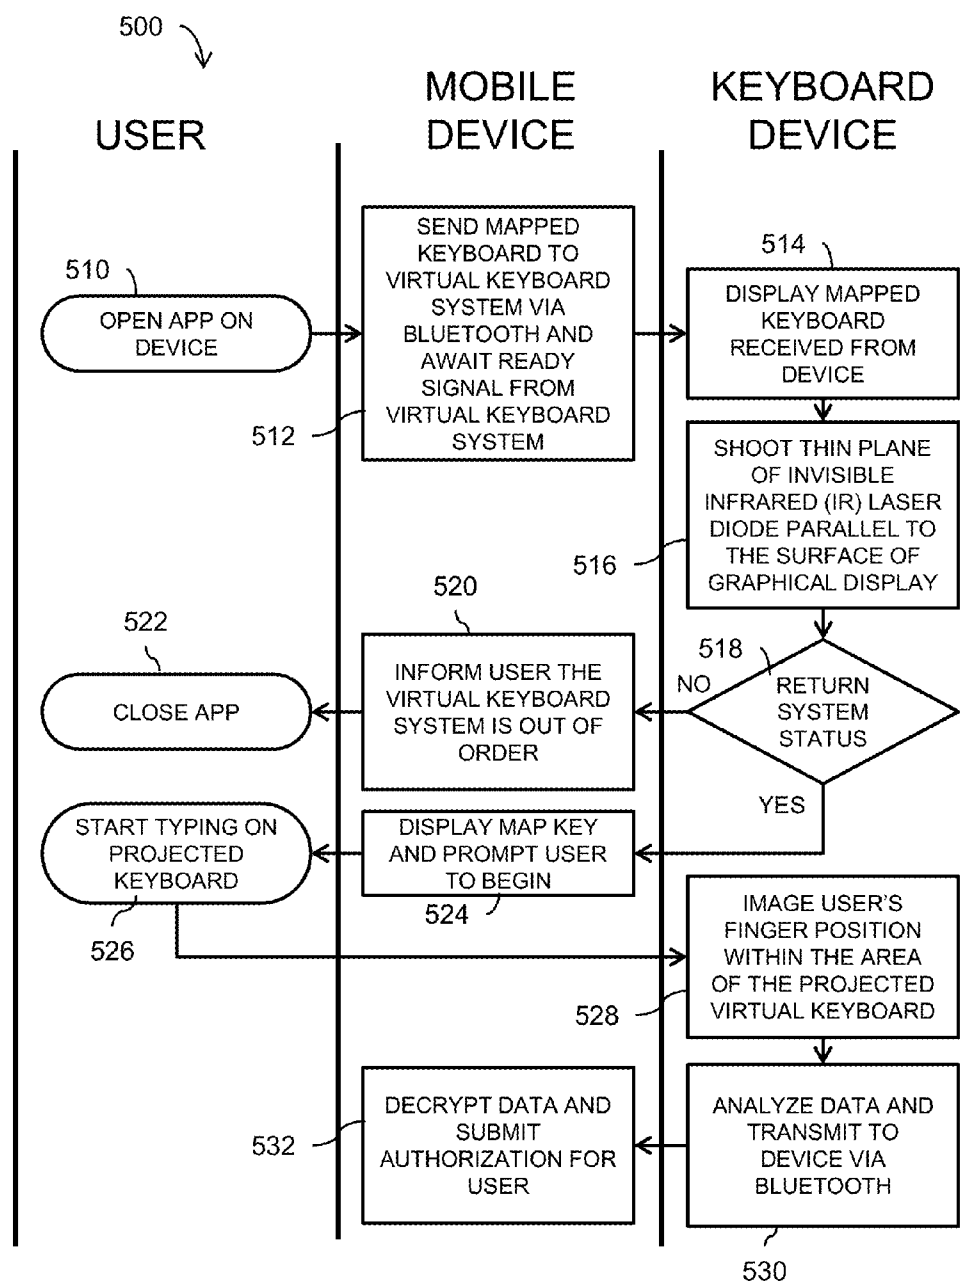 500
USER
MOBILE
DEVICE
KEYBOARD
DEVICE
510
OPEN APP ON
DEVICE
SEND MAPPED
KEYBOARD TO
VIRTUAL KEYBOARD
SYSTEM VIA
BLUETOOTH AND
AWAIT READY
SIGNAL FROM
VIRTUAL KEYBOARD
SYSTEM
512
514
DISPLAY MAPPED
KEYBOARD
RECEIVED FROM
DEVICE
SHOOT THIN PLANE
OF INVISIBLE
INFRARED (IR) LASER
DIODE PARALLEL TO
THE SURFACE OF
GRAPHICAL DISPLAY
516
518
RETURN
SYSTEM
STATUS
NO
YES
520
INFORM USER THE
VIRTUAL KEYBOARD
SYSTEM IS OUT OF
ORDER
522
CLOSE APP
DISPLAY MAP KEY
AND PROMPT USER
TO BEGIN
524
START TYPING ON
PROJECTED
KEYBOARD
526
IMAGE USER'S
FINGER POSITION
WITHIN THE AREA
OF THE PROJECTED
VIRTUAL KEYBOARD
528
ANALYZE DATA AND
TRANSMIT TO
DEVICE VIA
BLUETOOTH
530
DECRYPT DATA AND
SUBMIT
AUTHORIZATION FOR
USER
532